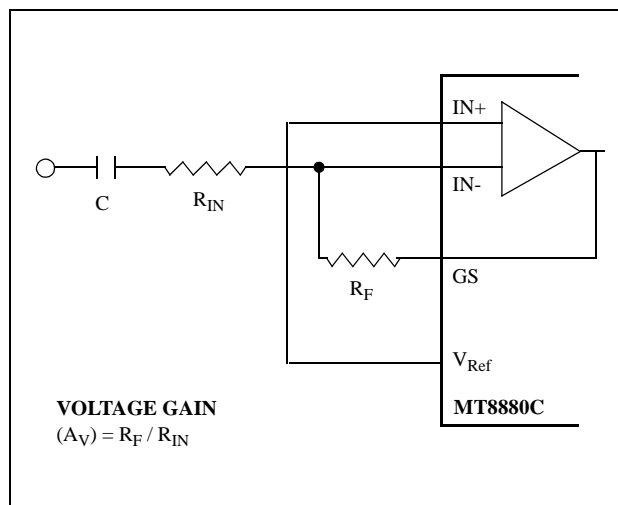 IN+
C
R_IN
IN-
R_F
GS
V_Ref
MT8880C
VOLTAGE GAIN
(A_V) = R_F / R_IN